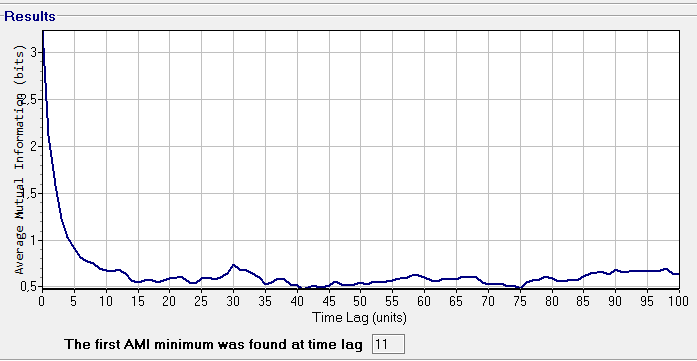 Results
Average Mutual Information (bits)
3
2,5
2
1,5
1
0.5
0 5 10 15 20 25 30 35 40 45 50 55 60 65 70 75 80 85 90 95 100
Time Lag (units)
The first AMI minimum was found at time lag 11